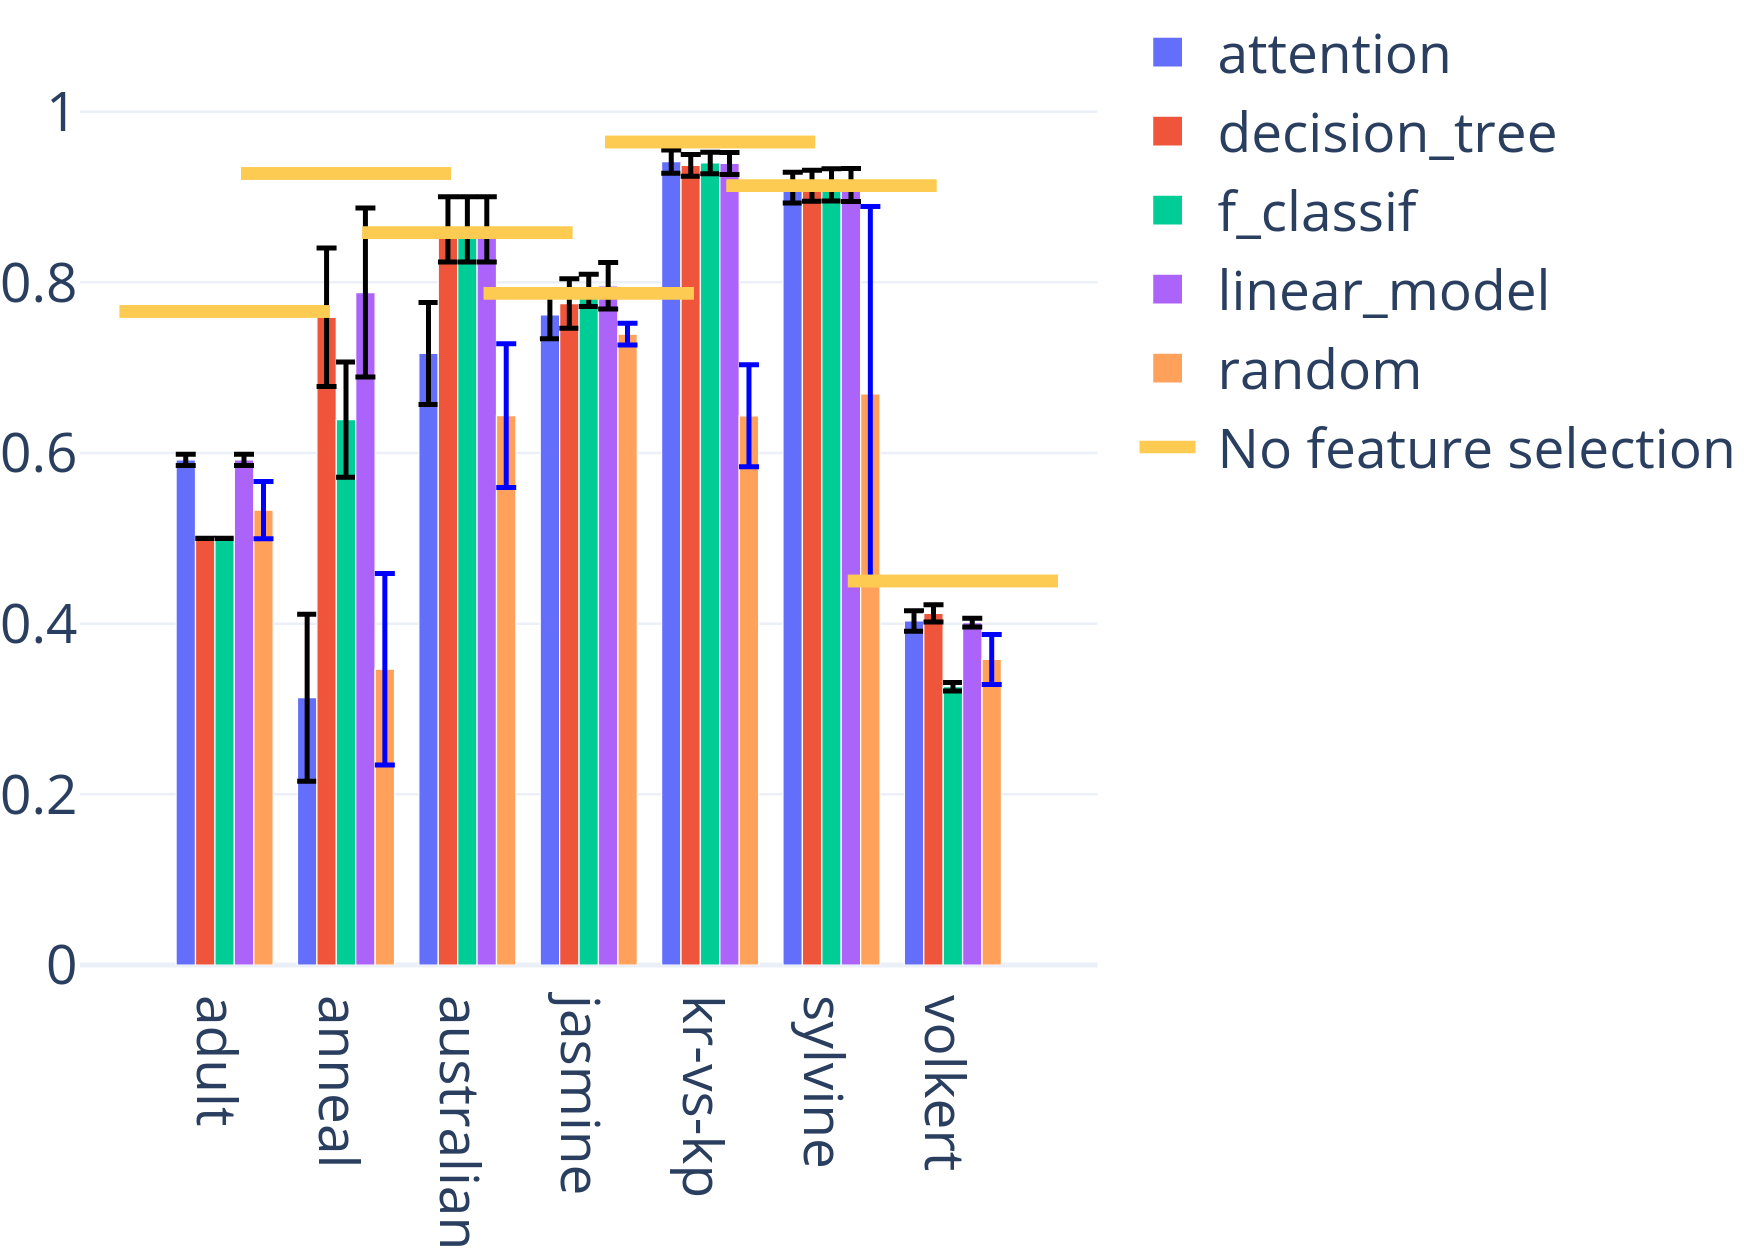 1
0.8
0.6
0.4
0.2
0
adult
anneal
australian
jasmine
kr-vs-kp
sylvine
volkert
attention
decision_tree
f_classif
linear_model
random
No feature selection